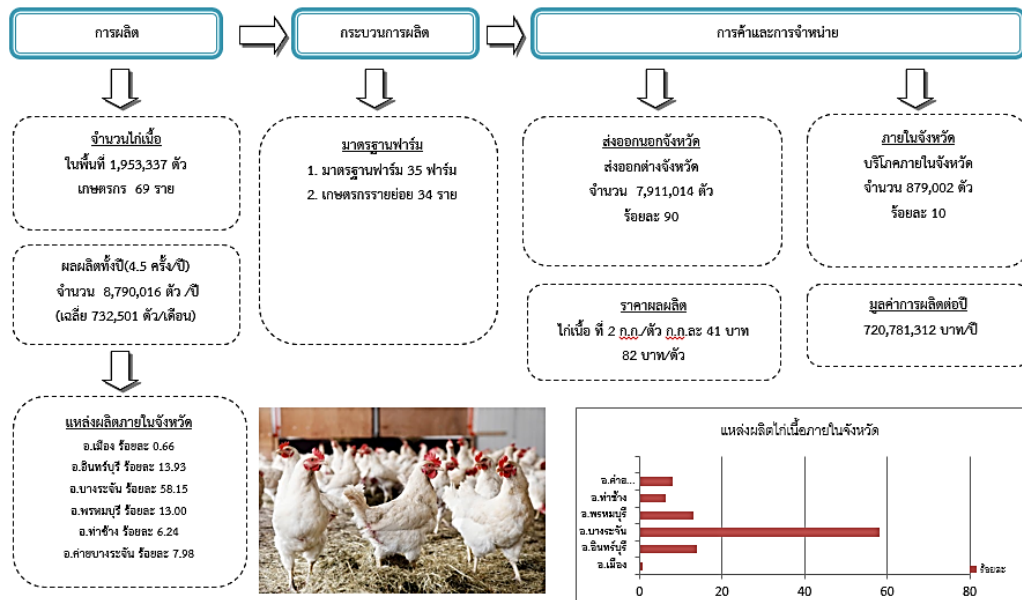 การผลิต
กระบวนการผลิต
การค้าและการจำหน่าย
จำนวนไก่เนื้อ
ในพื้นที่ 1,953,337 ตัว
เกษตรกร 69 ราย
ผลผลิตทั้งปี(4.5 ครั้ง/ปี)
จำนวน 8,790,016 ตัว /ปี
(เฉลี่ย 732,501 ตัว/เดือน)
แหล่งผลิตภายในจังหวัด
อ.เมือง ร้อยละ 0.66
อ.อินทร์บุรี ร้อยละ 13.93
อ.บางระจัน ร้อยละ 58.15
อ.พรหมบุรี ร้อยละ 13.00
อ.ท่าช้าง ร้อยละ 6.24
อ.ค่ายบางระจัน ร้อยละ 7.98
มาตรฐานฟาร์ม
1. มาตรฐานฟาร์ม 35 ฟาร์ม
2. เกษตรกรรายย่อย 34 ราย
ส่งออกนอกจังหวัด
ส่งออกต่างจังหวัด
จำนวน 7,911,014 ตัว
ร้อยละ 90
ราคาผลผลิต
ไก่เนื้อ ที่ 2 ก.ก./ตัว ก.ก.ละ 41 บาท
82 บาท/ตัว
ภายในจังหวัด
บริโภคภายในจังหวัด
จำนวน 879,002 ตัว
ร้อยละ 10
มูลค่าการผลิตต่อปี
720,781,312 บาท/ปี
แหล่งผลิตไก่เนื้อภายในจังหวัด
อ.ค่าย...
อ.ท่าช้าง
อ.พรหมบุรี
อ.บางระจัน
อ.อินทร์บุรี
อ.เมือง
ร้อยละ
0 20 40 60 80